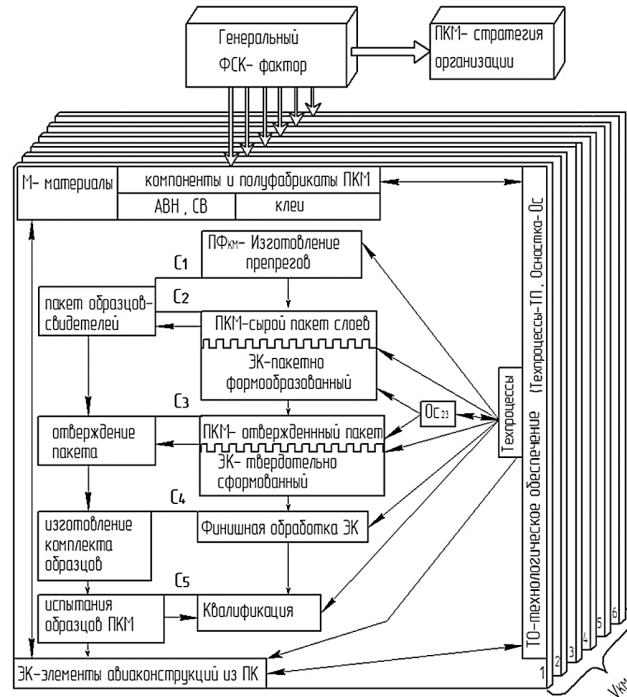 Генеральный
ФСК- фактор
ПКМ- стратегия
организации
М- материалы
компоненты и полуфабрикаты ПКМ
АВН , СВ
клеи
ПФкм- Изготовление
препрегов
С1
С2
пакет образцов-
свидетелей
ПКМ-сырой пакет слоев
ЭК-пакетно
формообразованный
С3
Ос23
Техпроцессы
отверждение
пакета
ПКМ- отвержденнный пакет
ЭК- твердотельно
сформованный
С4
изготовление
комплекта
образцов
Финишная обработка ЭК
С5
испытания
образцов ПКМ
Квалификация
ЭК-элементы авиаконструкций из ПК
ТО-технологическое обеспечение (Техпроцессы-ТП, Оснастка-Ос
1
2
3
4
5
6
Vкм